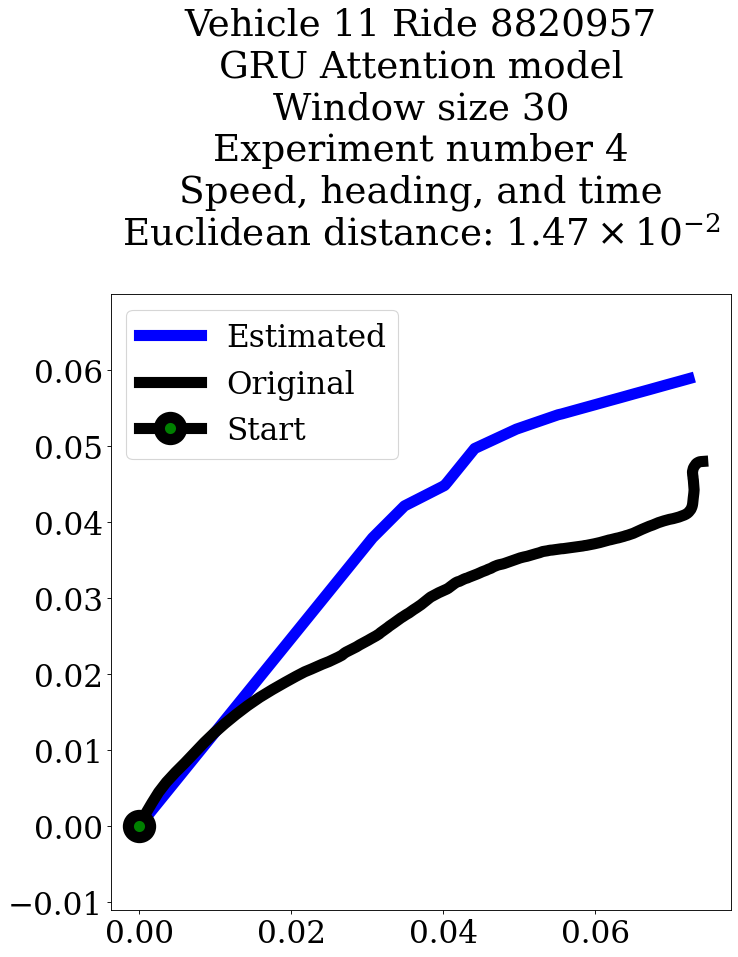 Vehicle 11 Ride 8820957
GRU Attention model
Window size 30
Experiment number 4
Speed, heading, and time
Euclidean distance: 1.47 × 10⁻²
Estimated
Original
Start
0.06
0.05
0.04
0.03
0.02
0.01
0.00
−0.01
0.00 0.02 0.04 0.06